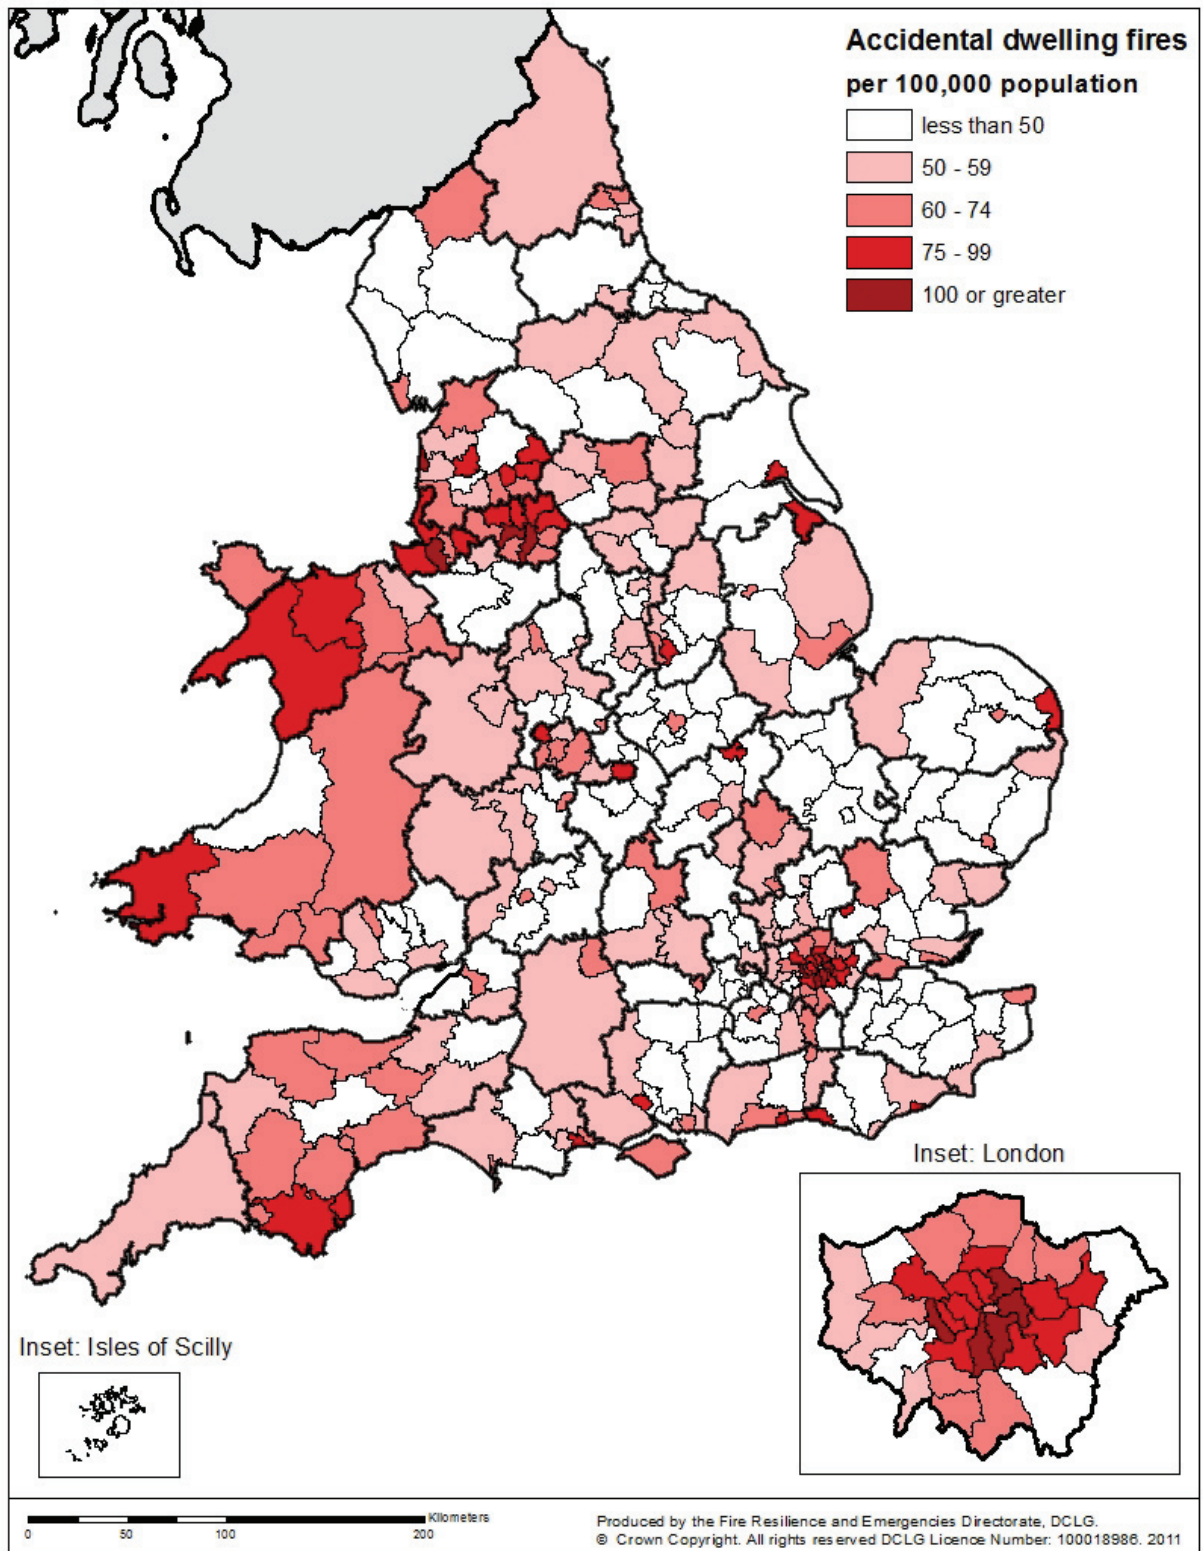 Accidental dwelling fires
per 100,000 population
less than 50
50 - 59
60 - 74
75 - 99
100 or greater
Inset: London
Inset: Isles of Scilly
Kilometers
0 50 100 200
Produced by the Fire Resilience and Emergencies Directorate, DCLG.
© Crown Copyright. All rights reserved DCLG Licence Number: 100018986. 2011